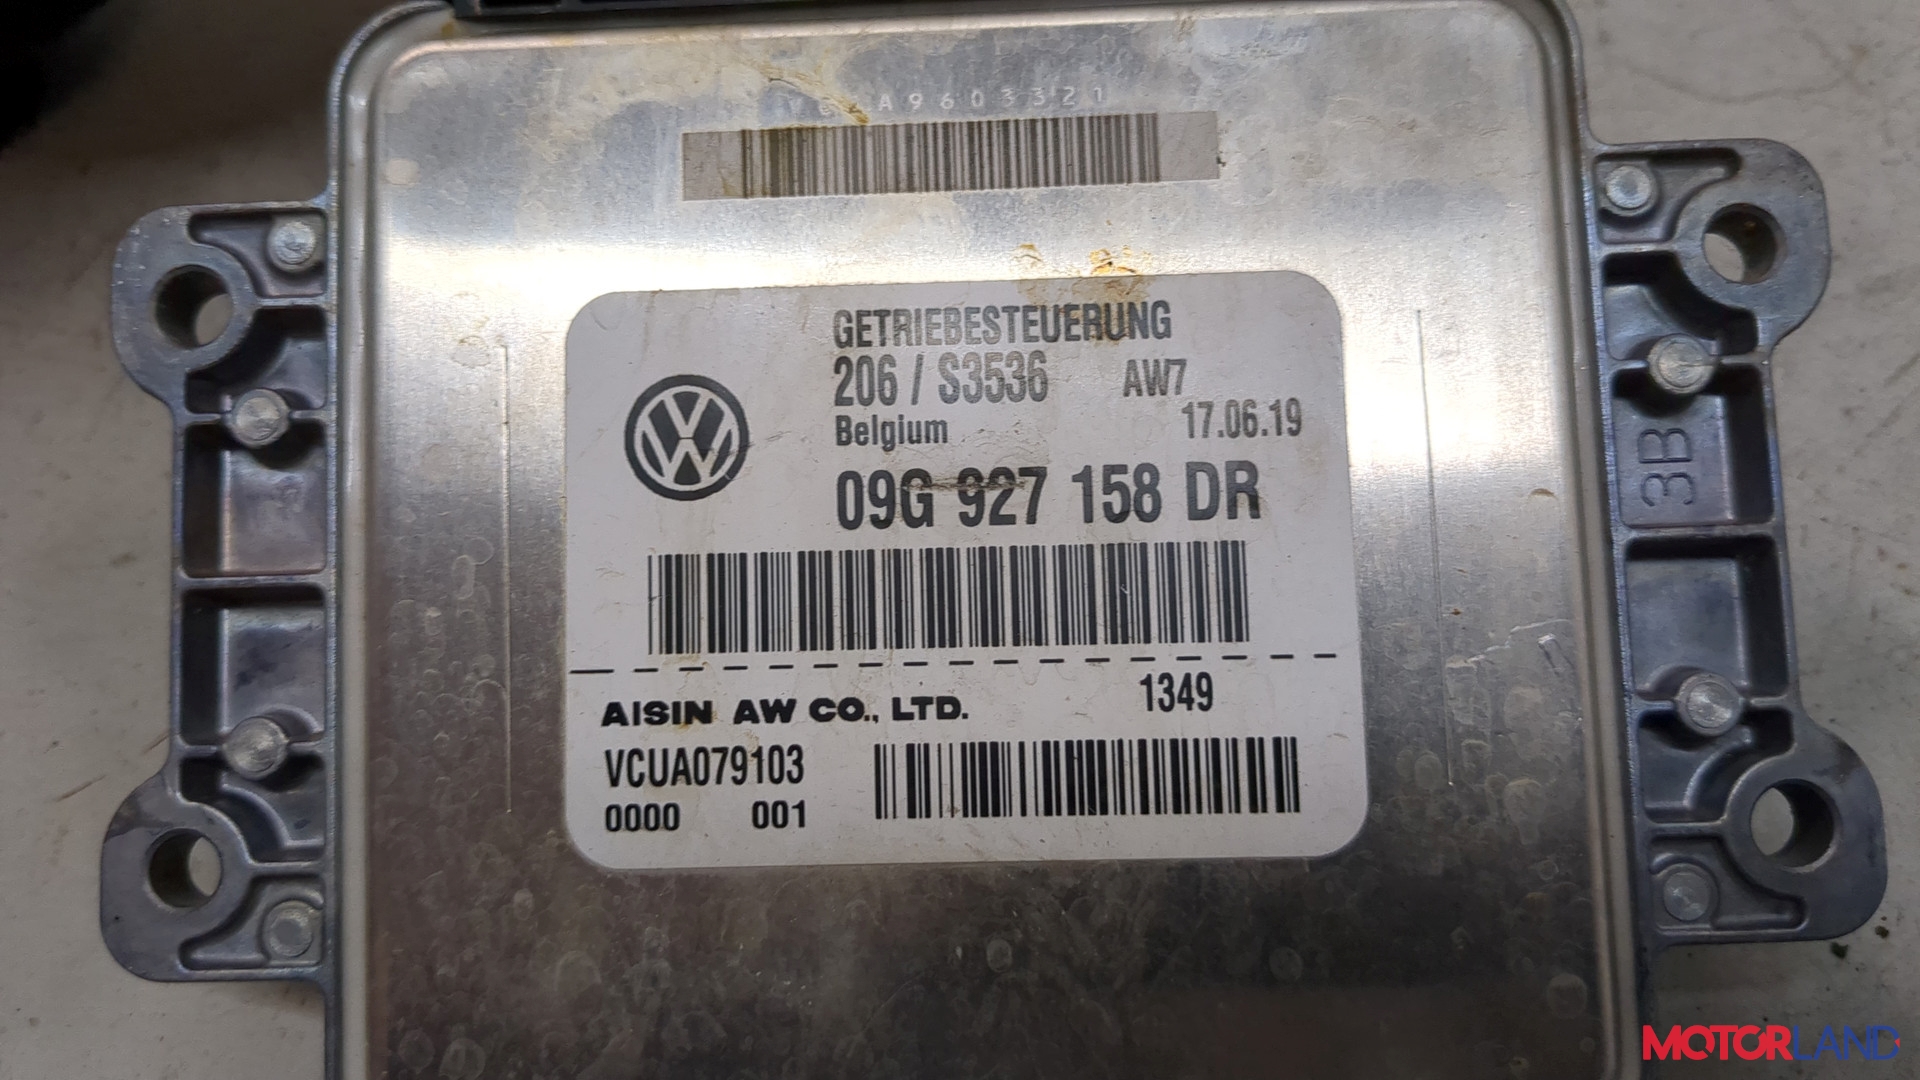 A9603321
GETRIEBESTEUERUNG
206 / S3536 AW7
Belgium 17.06.19
09G 927 158 DR
AISIN AW CO., LTD. 1349
VCUA079103
0000 001
3B
MOTORLAND